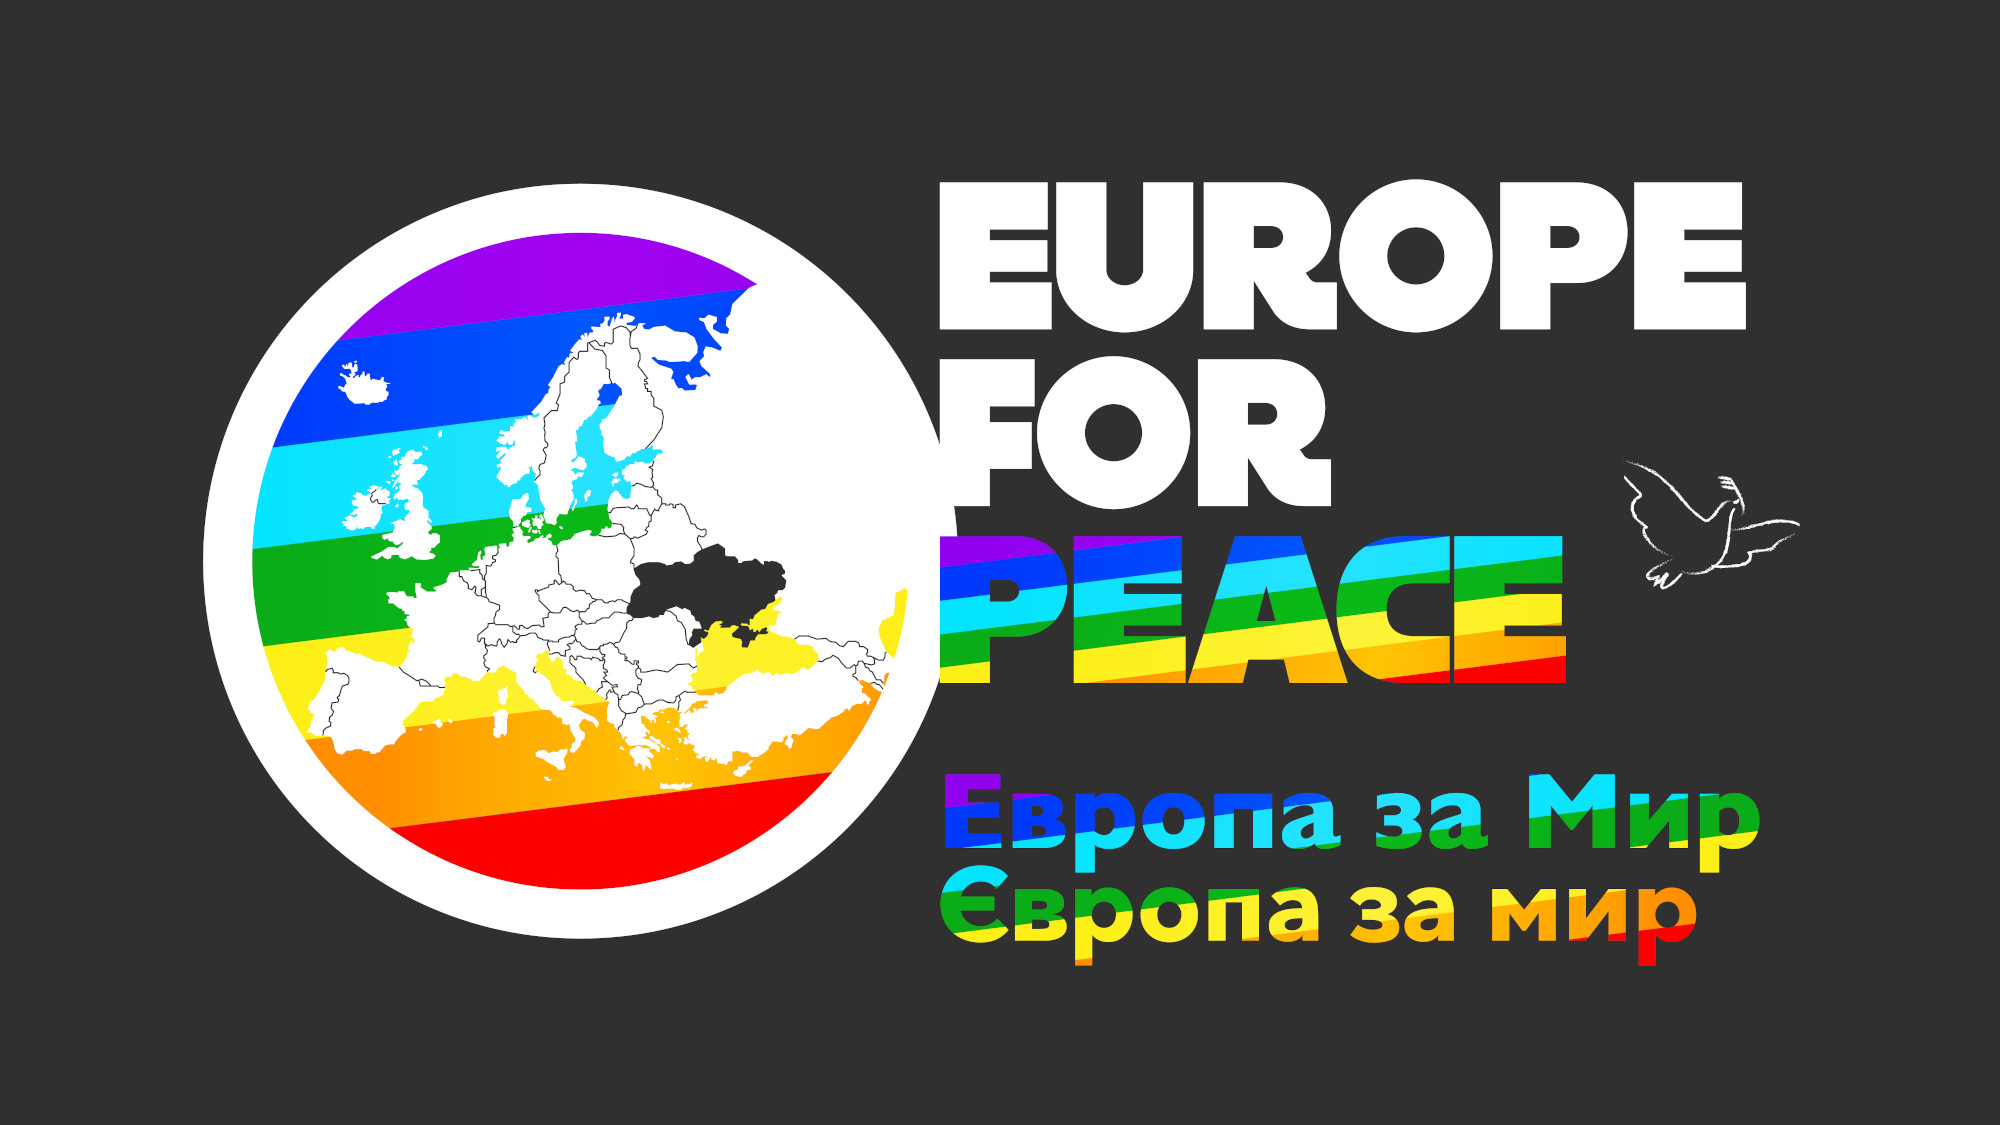 EUROPE
FOR
PEACE
Европа за Мир
Європа за мир